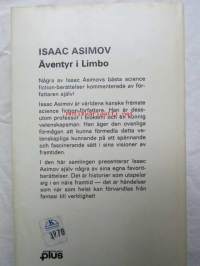 ISAAC ASIMOV
Äventyr i Limbo
Några av Isaac Asimovs bästa science
fiction-berättelser kommenterade av för-
fattaren själv!
Isaac Asimov är världens kanske främste
science fiction-författare. Han är dess-
utom professor i biokemi och en kunnig
vetenskapsman. Han äger den ovanliga
förmågan att kunna förmedla detta ve-
tenskapliga kunnande på ett spännande
och fascinerande sätt i sina visioner av
framtiden.
I den här samlingen presenterar Isaac
Asimov själv några av sina egna favorit-
berättelser. Det är historier som utspelar
sig i en nära framtid — det är händelser
som när som helst kan förvandlas från
fantasi till verklighet!
K
1970
plus